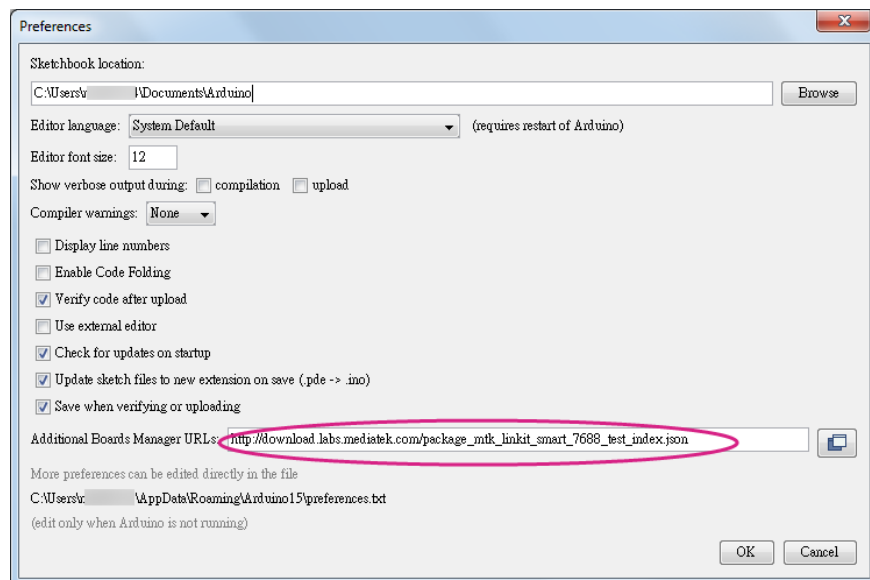 Preferences
Sketchbook location:
C:\Users\ \Documents\Arduino Browse
Editor language: System Default (requires restart of Arduino)
Editor font size: 12
Show verbose output during: compilation upload
Compiler warnings: None
Display line numbers
Enable Code Folding
Verify code after upload
Use external editor
Check for updates on startup
Update sketch files to new extension on save (.pde -> .ino)
Save when verifying or uploading
Additional Boards Manager URLs: http://download.labs.mediatek.com/package_mtk_linkit_smart_7688_test_index.json
More preferences can be edited directly in the file
C:\Users\ \AppData\Roaming\Arduino15\preferences.txt
(edit only when Arduino is not running)
OK Cancel